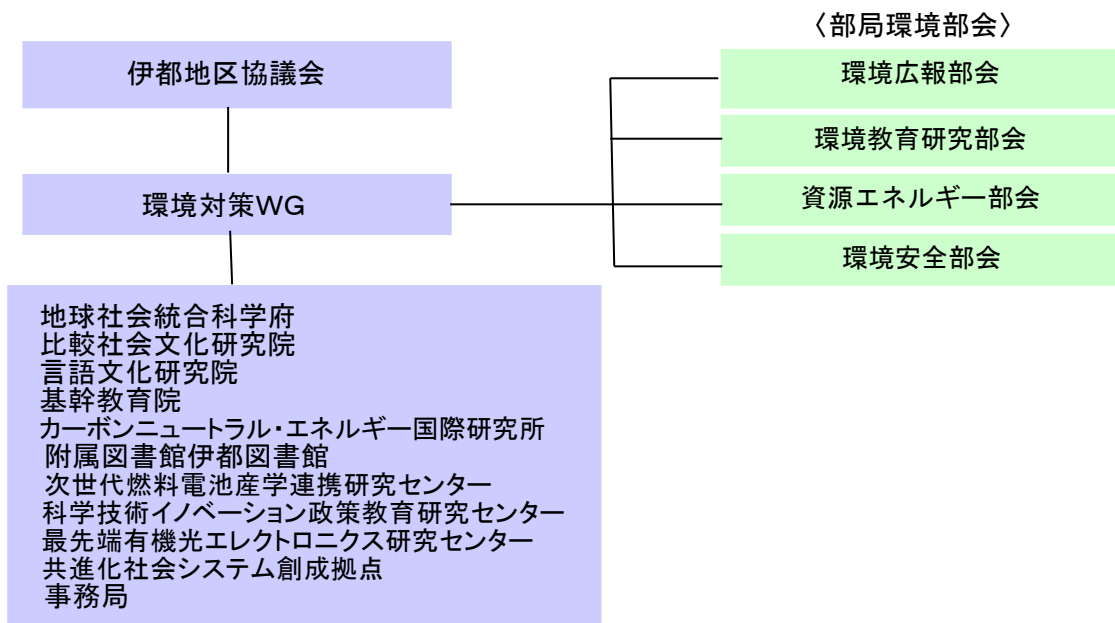 〈部局環境部会〉
伊都地区協議会
環境広報部会
環境教育研究部会
環境対策WG
資源エネルギー部会
環境安全部会
地球社会統合科学府
比較社会文化研究院
言語文化研究院
基幹教育院
カーボンニュートラル・エネルギー国際研究所
附属図書館伊都図書館
次世代燃料電池産学連携研究センター
科学技術イノベーション政策教育研究センター
最先端有機光エレクトロニクス研究センター
共進化社会システム創成拠点
事務局